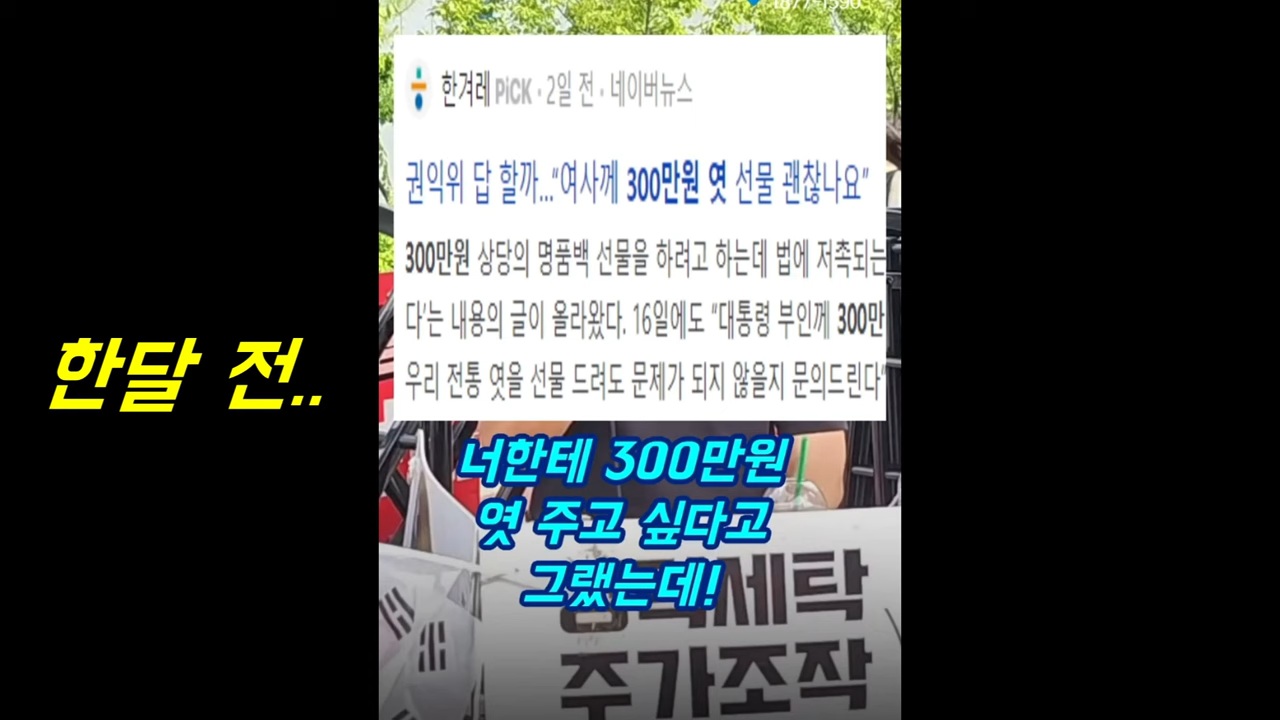 한겨레 PiCK · 2일 전 · 네이버뉴스
권익위 답 할까..."여사께 300만원 엿 선물 괜찮나요"
300만원 상당의 명품백 선물을 하려고 하는데 법에 저촉되는
다'는 내용의 글이 올라왔다. 16일에도 "대통령 부인께 300만
우리 전통 엿을 선물 드려도 문제가 되지 않을지 문의드린다"
한달 전..
너한테 300만원
엿 주고 싶다고
그랬는데!
세탁
주가조작